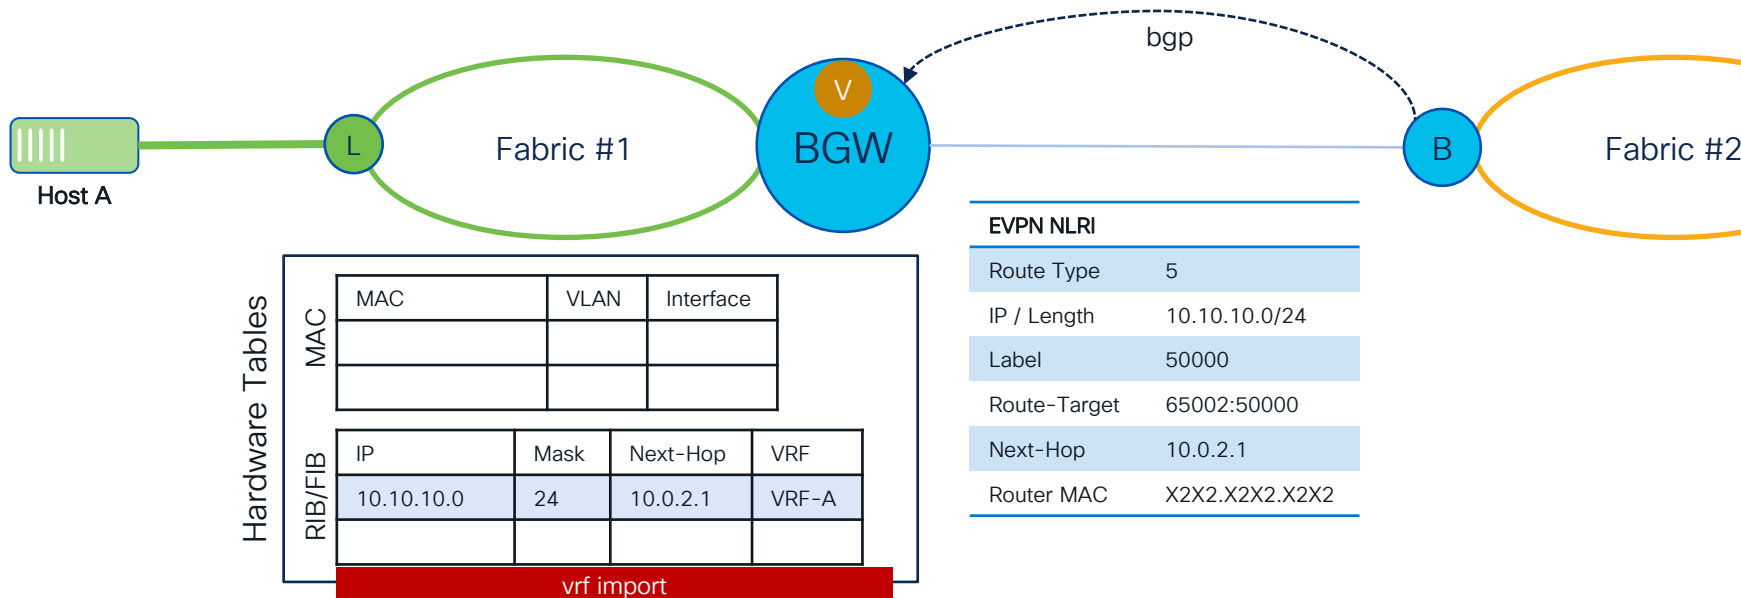 bgp
V
L
Fabric #1
BGW
B
Fabric #2
Host A
EVPN NLRI
Route Type 5
IP / Length 10.10.10.0/24
Label 50000
Route-Target 65002:50000
Next-Hop 10.0.2.1
Router MAC X2X2.X2X2.X2X2
Hardware Tables
MAC
MAC VLAN Interface
RIB/FIB
IP Mask Next-Hop VRF
10.10.10.0 24 10.0.2.1 VRF-A
vrf import